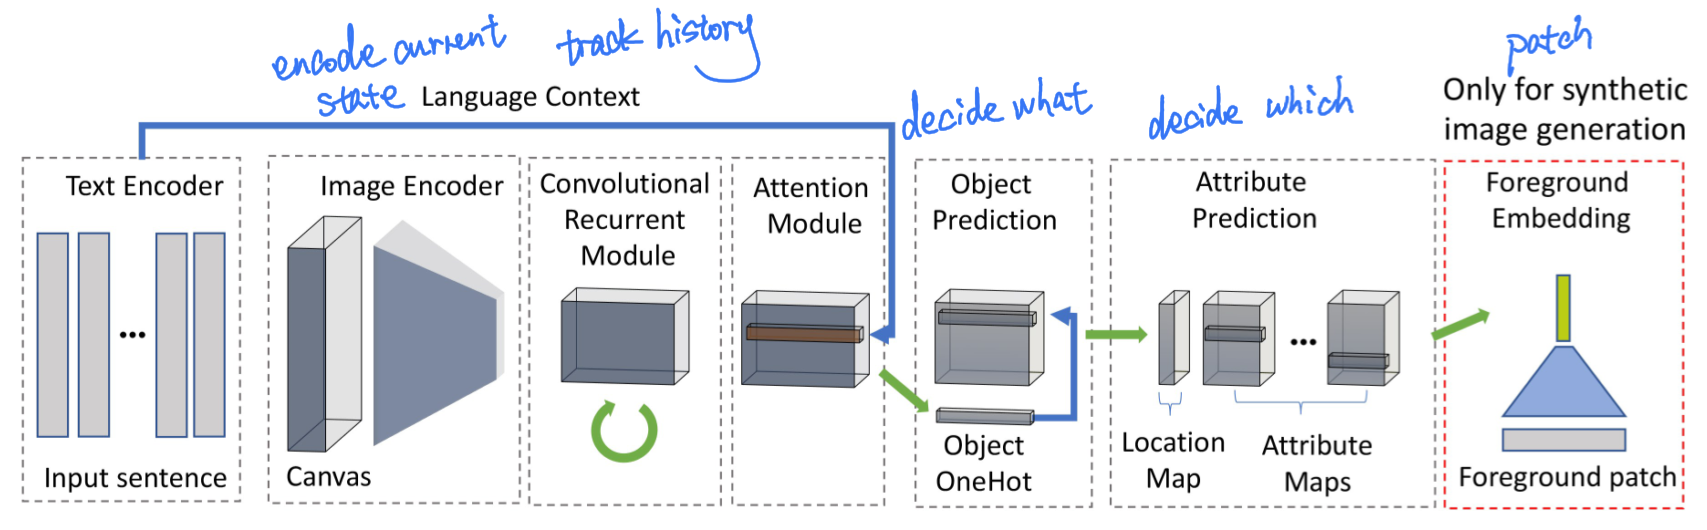 encode current
state
track history
Language Context
decide what
decide which
patch
Only for synthetic
image generation
Text Encoder
...
Input sentence
Image Encoder
Canvas
Convolutional
Recurrent
Module
Attention
Module
Object
Prediction
Object
OneHot
Attribute
Prediction
...
Location
Map
Attribute
Maps
Foreground
Embedding
Foreground patch